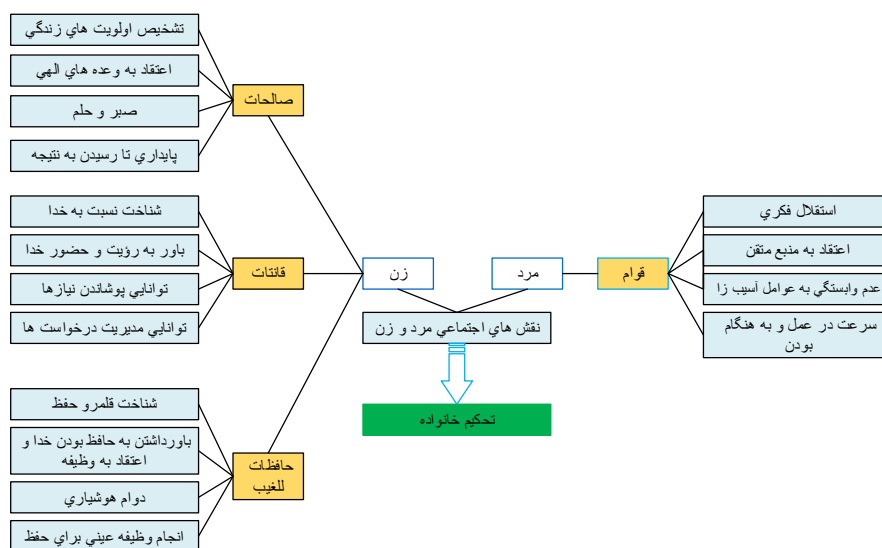 تشخيص اولويت هاي زندگي
اعتقاد به وعده هاي الهي
صبر و حلم
پايداري تا رسيدن به نتيجه
صالحات
شناخت نسبت به خدا
باور به رؤيت و حضور خدا
توانايي پوشاندن نيازها
توانايي مديريت درخواست ها
قانتات
شناخت قلمرو حفظ
باورداشتن به حافظ بودن خدا و
اعتقاد به وظيفه
دوام هوشياري
انجام وظيفه عيني براي حفظ
حافظات
للغيب
زن
مرد
قوام
استقلال فكري
اعتقاد به منبع متقن
عدم وابستگي به عوامل آسيب زا
سرعت در عمل و به هنگام
بودن
نقش هاي اجتماعي مرد و زن
تحكيم خانواده